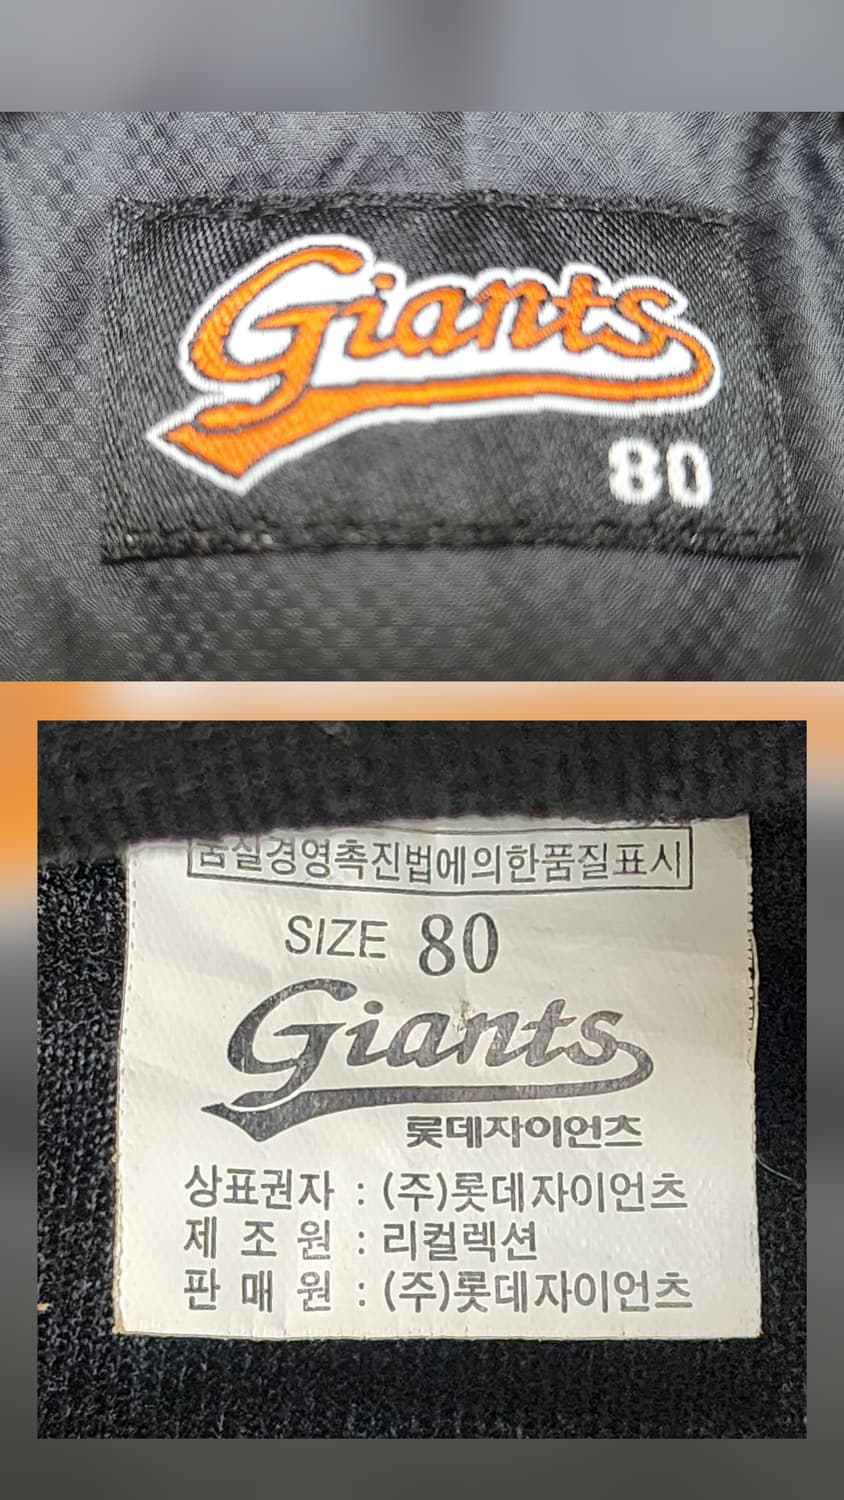 Giants
80
품질경영촉진법에의한품질표시
SIZE 80
Giants
롯데자이언츠
상표권자 : (주)롯데자이언츠
제 조 원 : 리컬렉션
판 매 원 : (주)롯데자이언츠